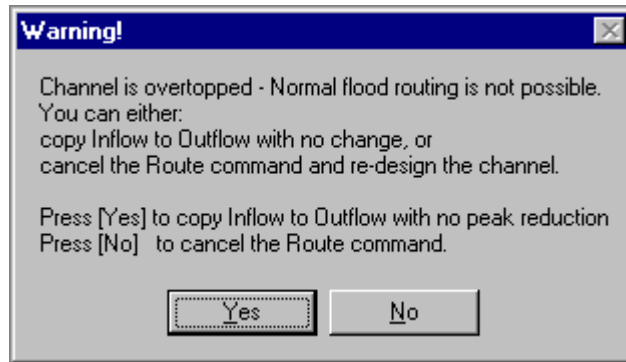 Warning!
Channel is overtopped - Normal flood routing is not possible.
You can either:
copy Inflow to Outflow with no change, or
cancel the Route command and re-design the channel.
Press [Yes] to copy Inflow to Outflow with no peak reduction
Press [No] to cancel the Route command.
Yes No